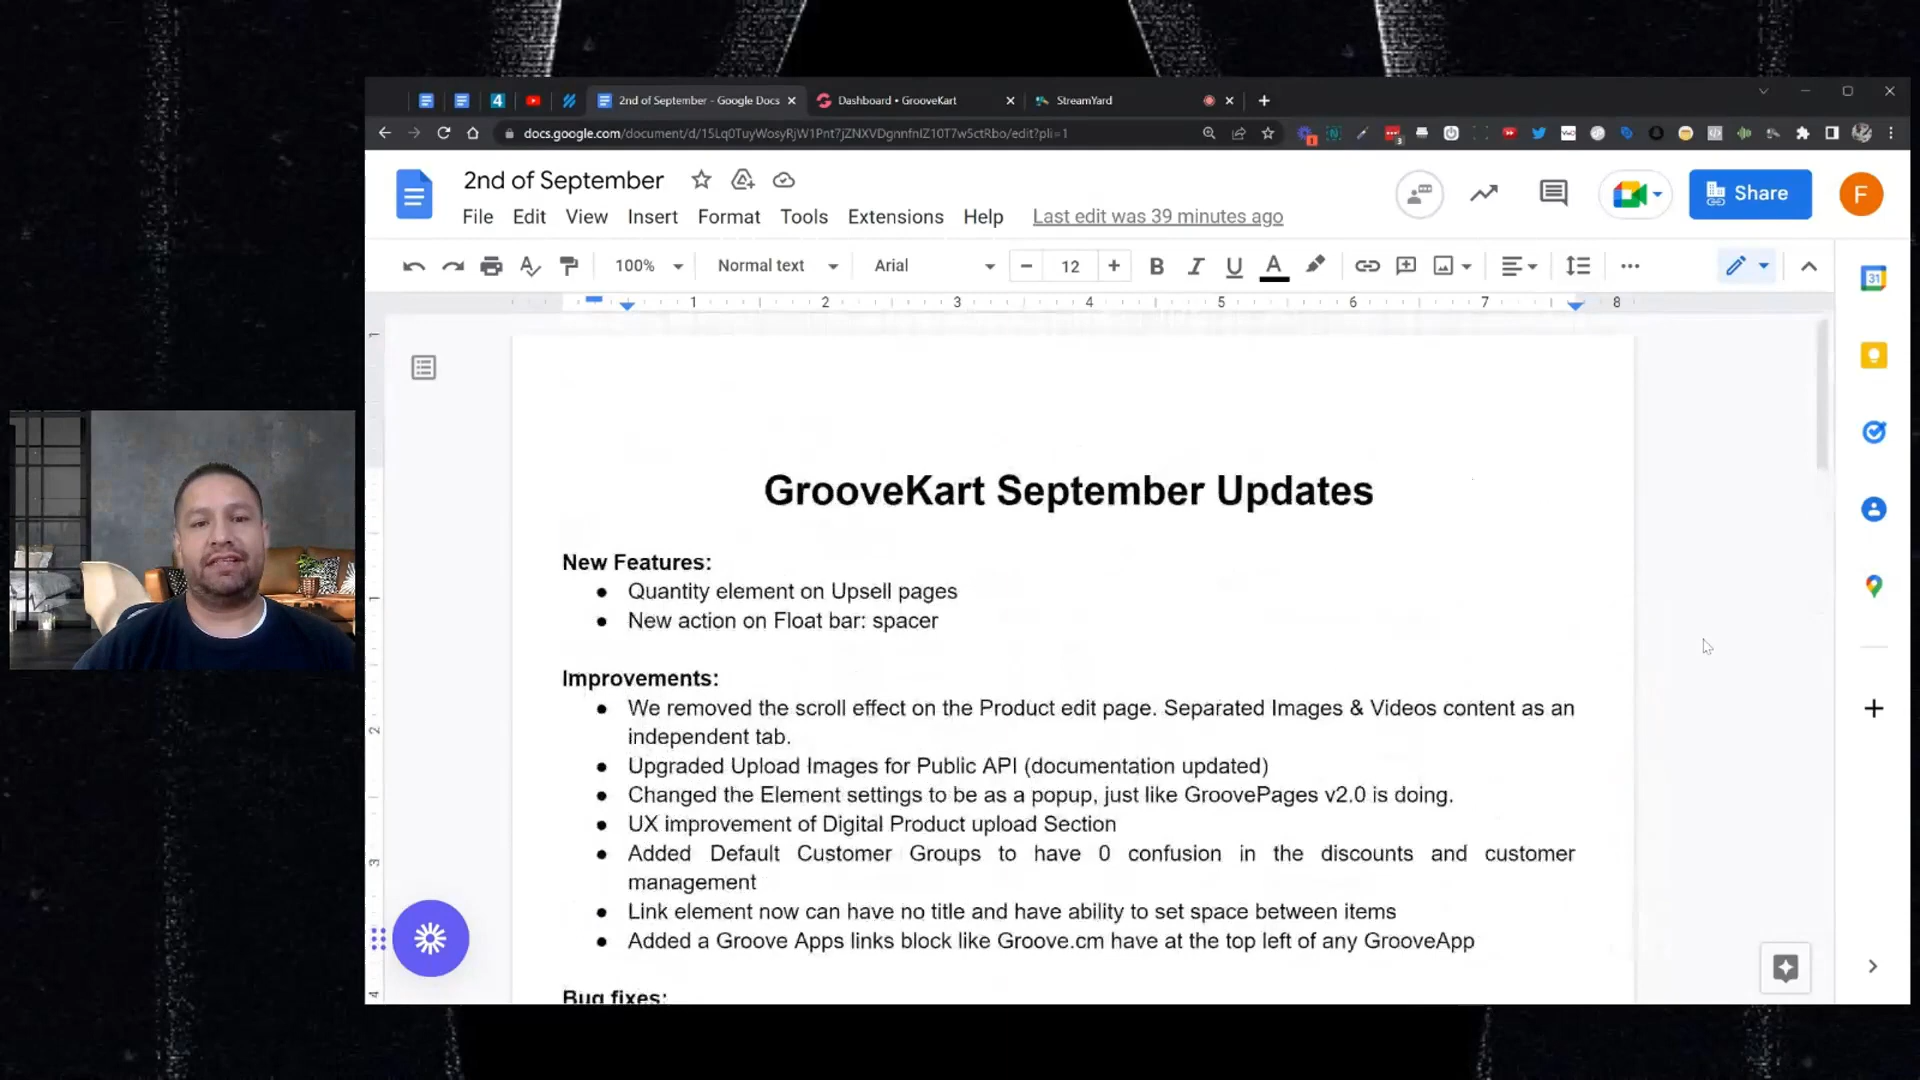 2nd of September - Google Docs
Dashboard • GrooveKart
StreamYard
docs.google.com/document/d/
2nd of September
File Edit View Insert Format Tools Extensions Help Last edit was 39 minutes ago
Share
F
100% Normal text Arial 12
B I U A
1 2 3 4 5 6 7 8
GrooveKart September Updates
New Features:
● Quantity element on Upsell pages
● New action on Float bar: spacer
Improvements:
● We removed the scroll effect on the Product edit page. Separated Images & Videos content as an
independent tab.
● Upgraded Upload Images for Public API (documentation updated)
● Changed the Element settings to be as a popup, just like GroovePages v2.0 is doing.
● UX improvement of Digital Product upload Section
● Added Default Customer Groups to have 0 confusion in the discounts and customer
management
● Link element now can have no title and have ability to set space between items
● Added a Groove Apps links block like Groove.cm have at the top left of any GrooveApp
Bug fixes: